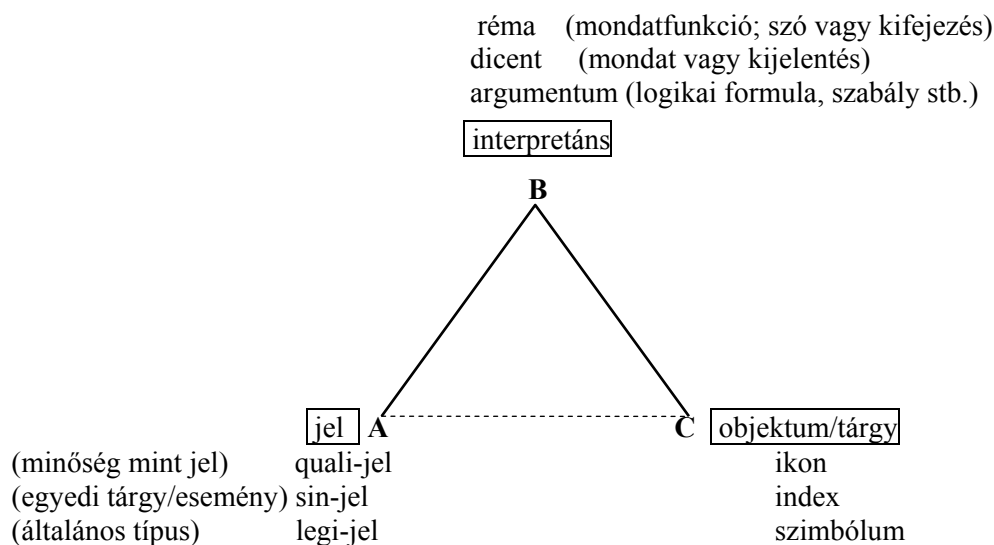 réma (mondatfunkció; szó vagy kifejezés)
dicent (mondat vagy kijelentés)
argumentum (logikai formula, szabály stb.)
interpretáns
B
jel A C objektum/tárgy
(minőség mint jel) quali-jel ikon
(egyedi tárgy/esemény) sin-jel index
(általános típus) legi-jel szimbólum